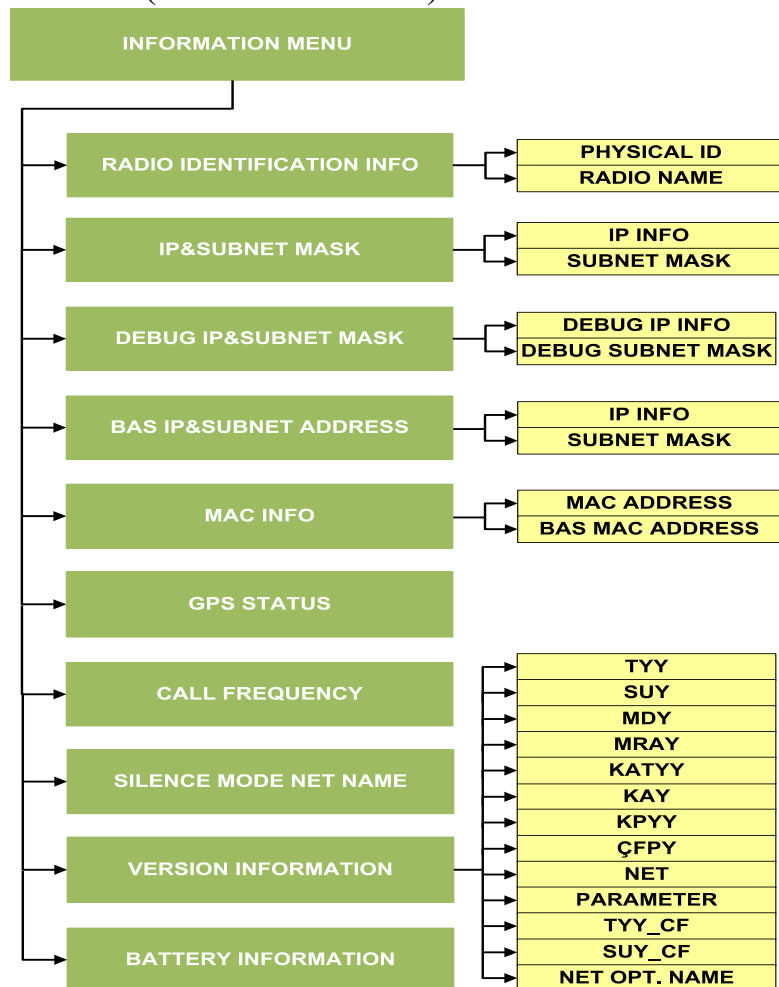 INFORMATION MENU
RADIO IDENTIFICATION INFO
PHYSICAL ID
RADIO NAME
IP&SUBNET MASK
IP INFO
SUBNET MASK
DEBUG IP&SUBNET MASK
DEBUG IP INFO
DEBUG SUBNET MASK
BAS IP&SUBNET ADDRESS
IP INFO
SUBNET MASK
MAC INFO
MAC ADDRESS
BAS MAC ADDRESS
GPS STATUS
CALL FREQUENCY
SILENCE MODE NET NAME
VERSION INFORMATION
TYY
SUY
MDY
MRAY
KATYY
KAY
KPYY
ÇFPY
NET
PARAMETER
TYY_CF
SUY_CF
NET OPT. NAME
BATTERY INFORMATION